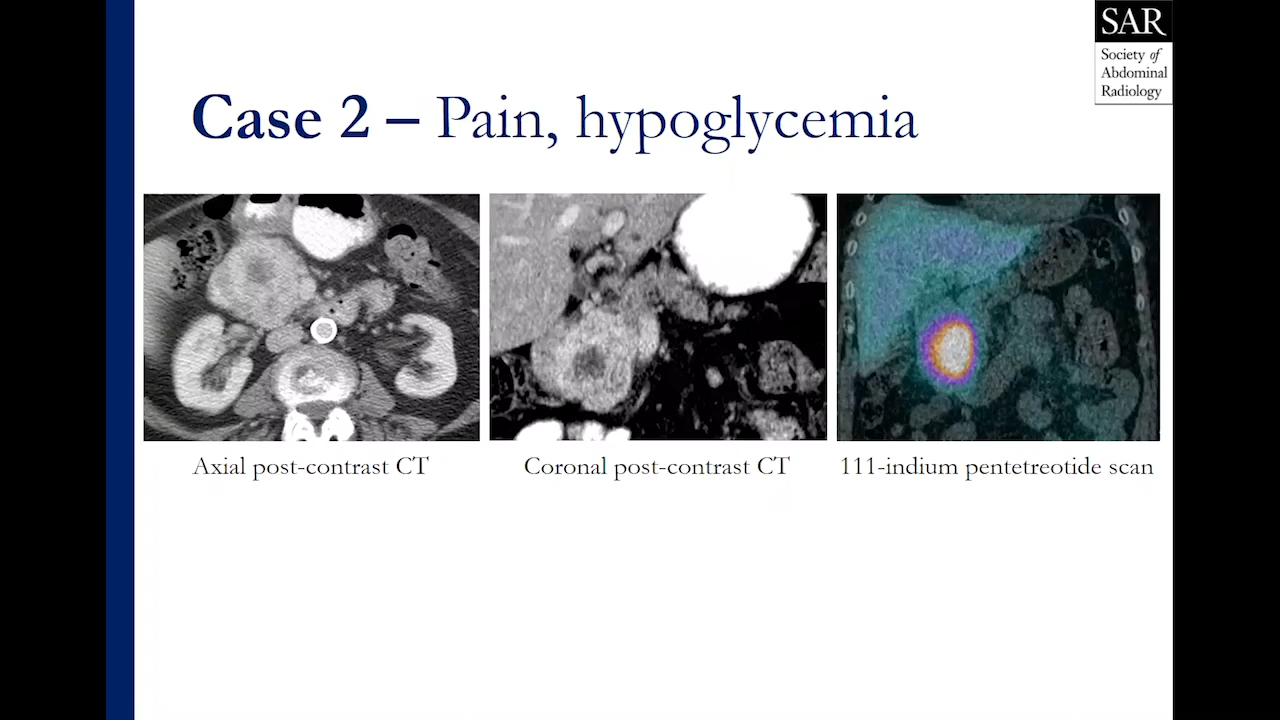 SAR
Society of
Abdominal
Radiology
Case 2 – Pain, hypoglycemia
Axial post-contrast CT
Coronal post-contrast CT
111-indium pentetreotide scan